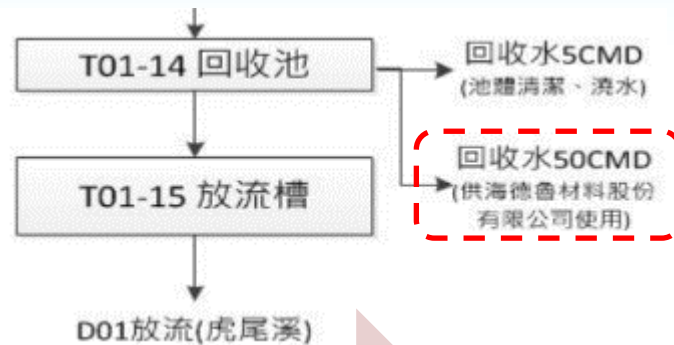 T01-14 回收池
回收水5CMD
(池體清潔、澆水)
回收水50CMD
(供海德魯材料股份
有限公司使用)
T01-15 放流槽
D01放流(虎尾溪)